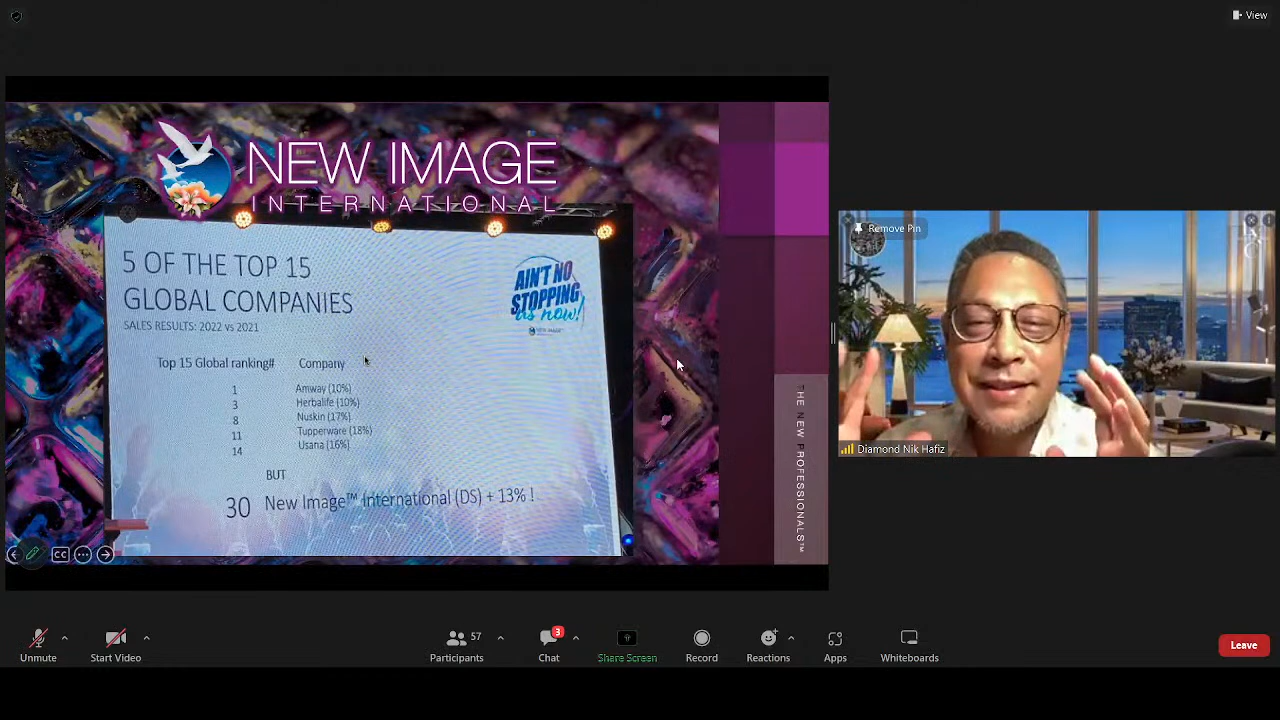 View
NEW IMAGE
INTERNATIONAL
5 OF THE TOP 15
GLOBAL COMPANIES
SALES RESULTS: 2022 vs 2021
AIN'T NO
STOPPING
us now!
NEW IMAGE™
Top 15 Global ranking# Company
1 Amway (10%)
3 Herbalife (10%)
8 Nuskin (17%)
11 Tupperware (18%)
14 Usana (16%)
BUT
30 New Image™ International (DS) + 13% !
THE NEW PROFESSIONALS™
CC
Remove Pin
Diamond Nik Hafiz
Unmute
Start Video
57
Participants
3
Chat
Share Screen
Record
Reactions
Apps
Whiteboards
Leave